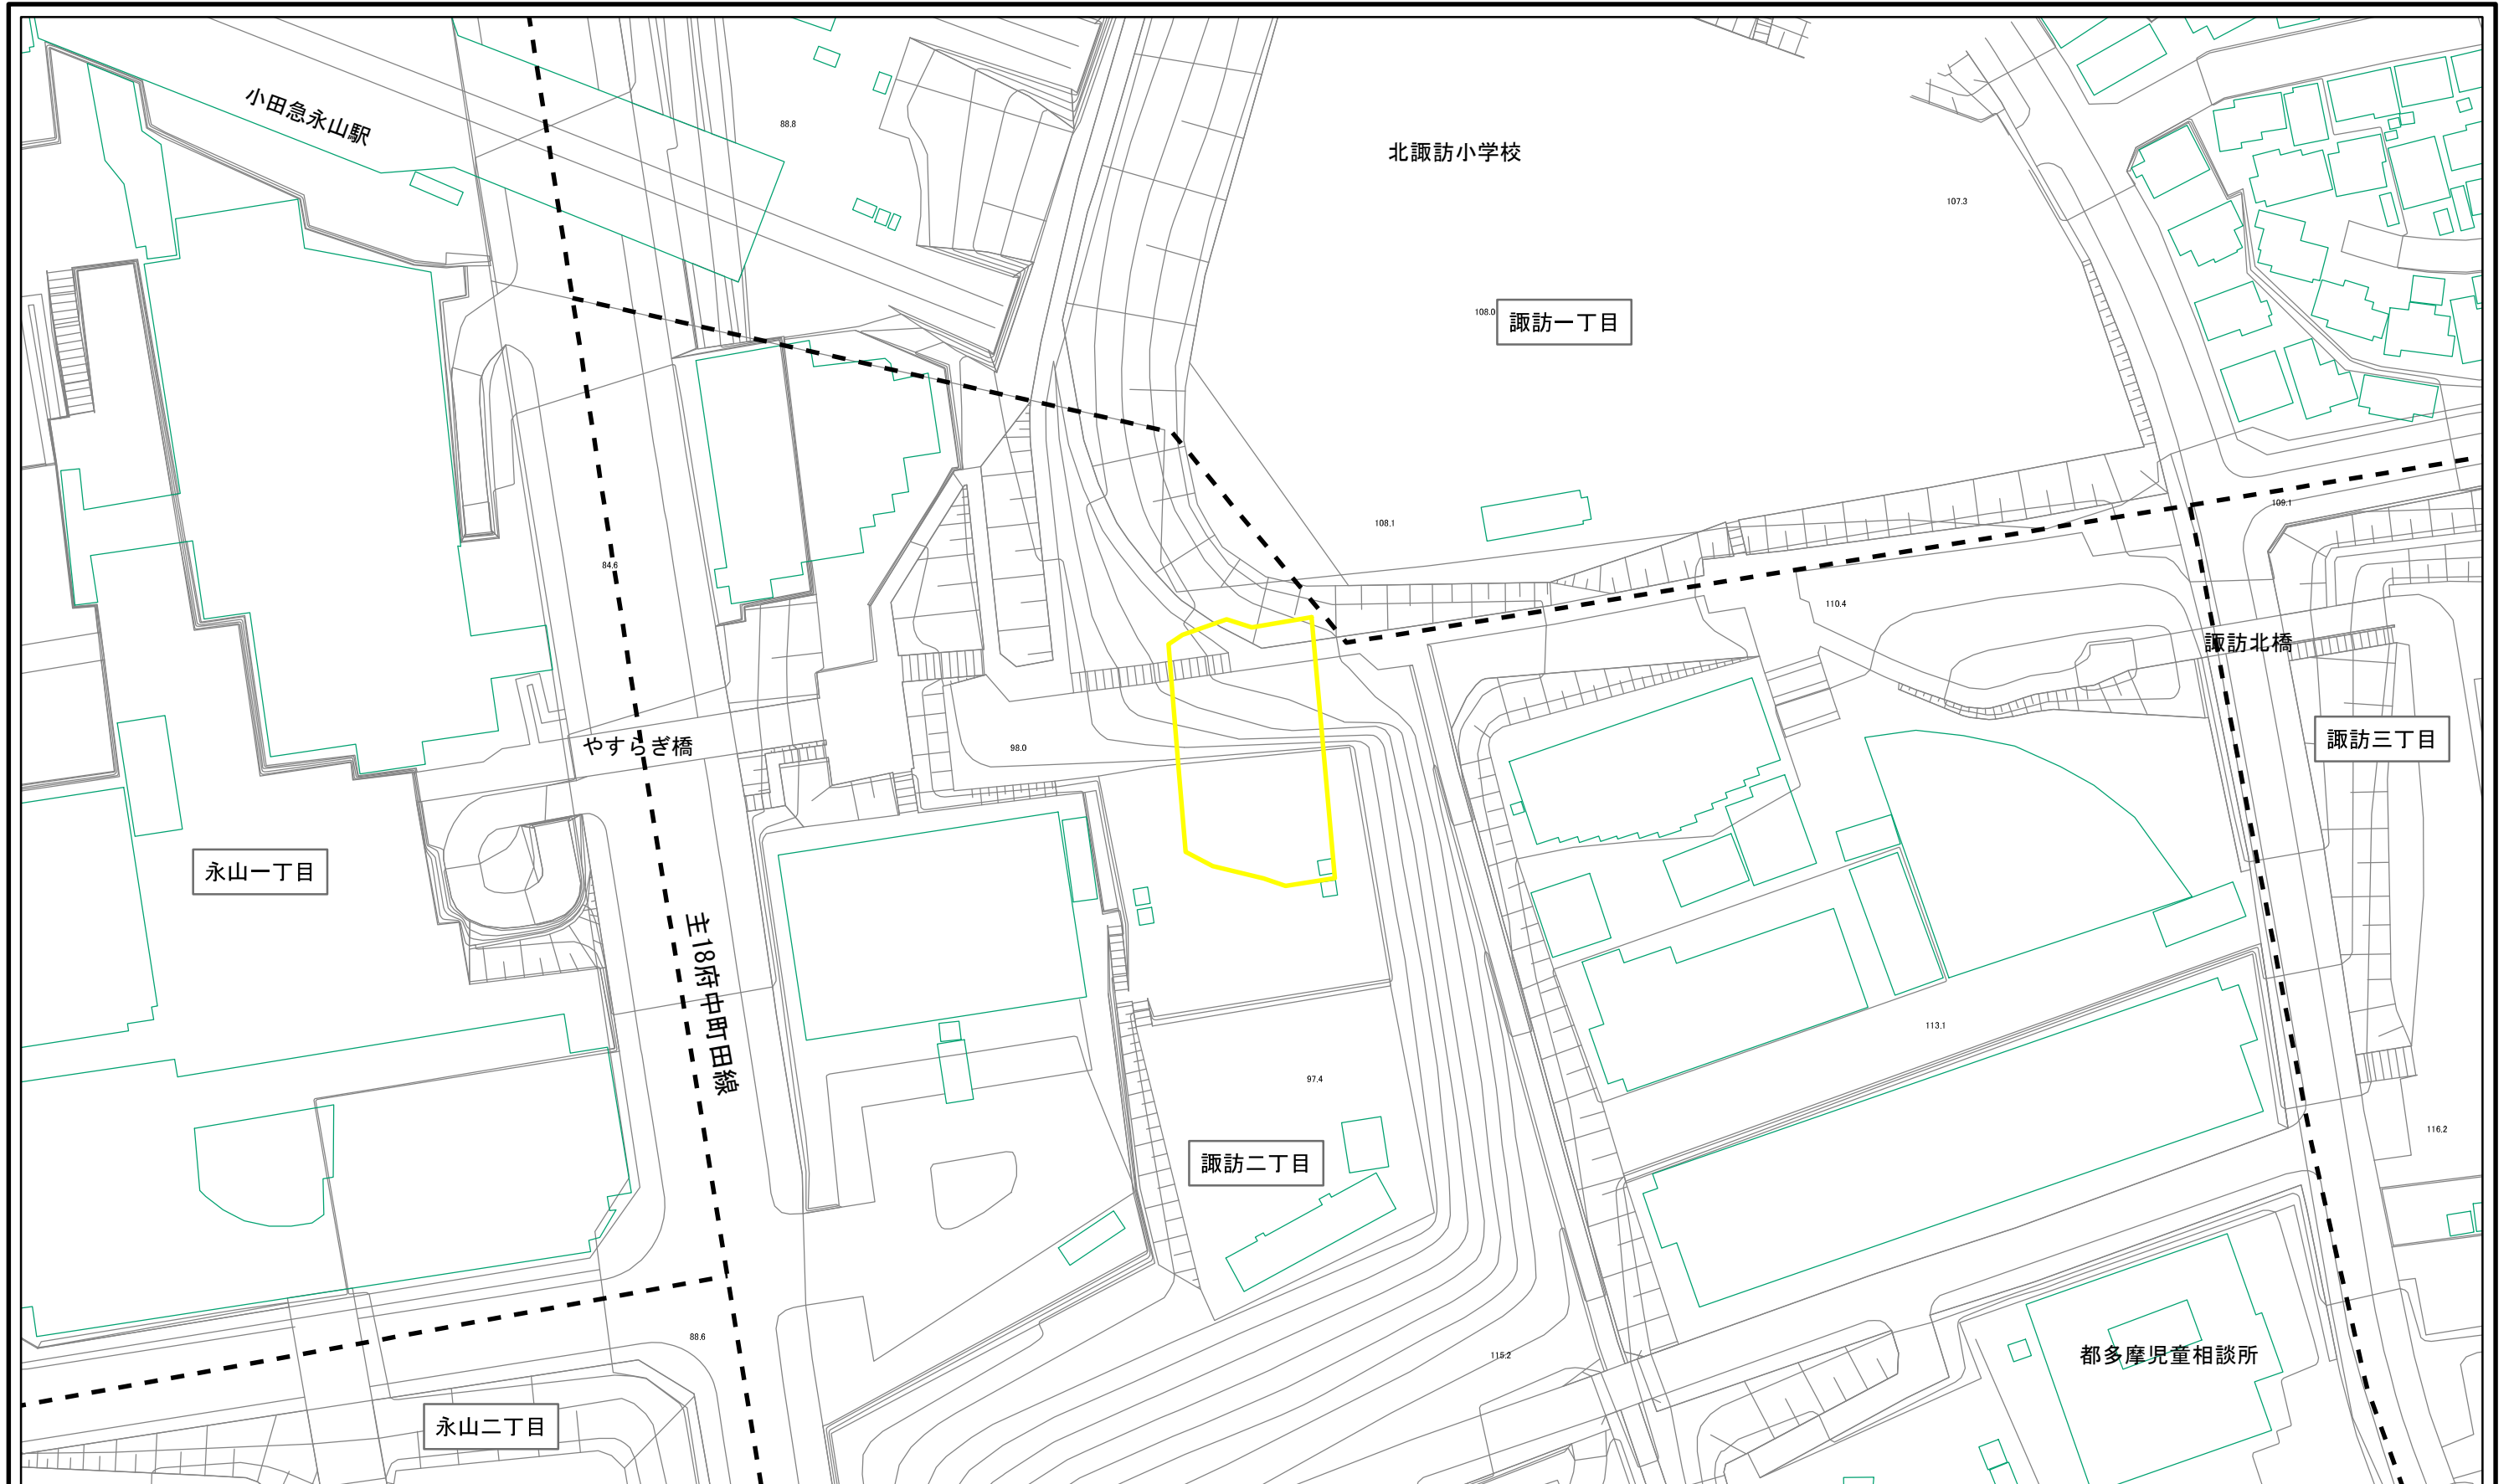 小田急永山駅
88.8
北諏訪小学校
107.3
108.0
諏訪一丁目
109.1
108.1
84.6
110.4
諏訪北橋
やすらぎ橋
98.0
諏訪三丁目
永山一丁目
主18府中町田線
113.1
97.4
116.2
諏訪二丁目
88.6
115.2
都多摩児童相談所
永山二丁目